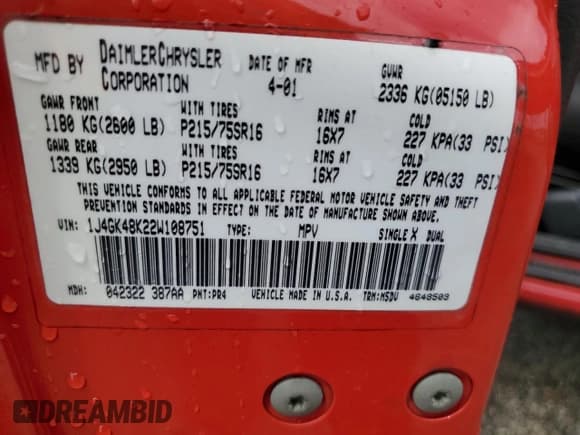 MFD BY DAIMLERCHRYSLER CORPORATION DATE OF MFR 4-01 GVWR 2336 KG(05150 LB)
GAWR FRONT WITH TIRES RIMS AT COLD
1180 KG(2600 LB) P215/75SR16 16X7 227 KPA(33 PSI)
GAWR REAR WITH TIRES RIMS AT COLD
1339 KG(2950 LB) P215/75SR16 16X7 227 KPA(33 PSI)
THIS VEHICLE CONFORMS TO ALL APPLICABLE FEDERAL MOTOR VEHICLE SAFETY AND THEFT
PREVENTION STANDARDS IN EFFECT ON THE DATE OF MANUFACTURE SHOWN ABOVE.
VIN: 1J4GK48K22W108751 TYPE: MPV SINGLE X DUAL
MDH: 042322 387AA PNT:PR4 VEHICLE MADE IN U.S.A. TRM:MSDV 4648503
DREAMBID